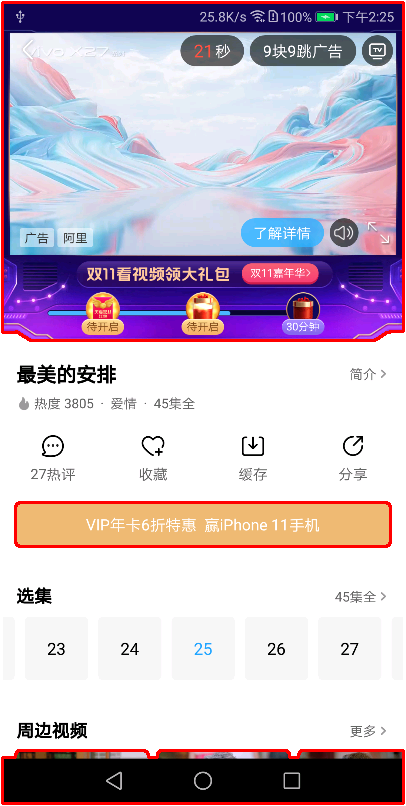 25.8K/s 100% 下午2:25
vivo X27
21秒
9块9跳广告
TV
广告
阿里
了解详情
双11看视频领大礼包
双11嘉年华>
待开启
待开启
30分钟
最美的安排
简介 >
热度 3805 · 爱情 · 45集全
27热评
收藏
缓存
分享
VIP年卡6折特惠 赢iPhone 11手机
选集
45集全 >
23
24
25
26
27
周边视频
更多 >